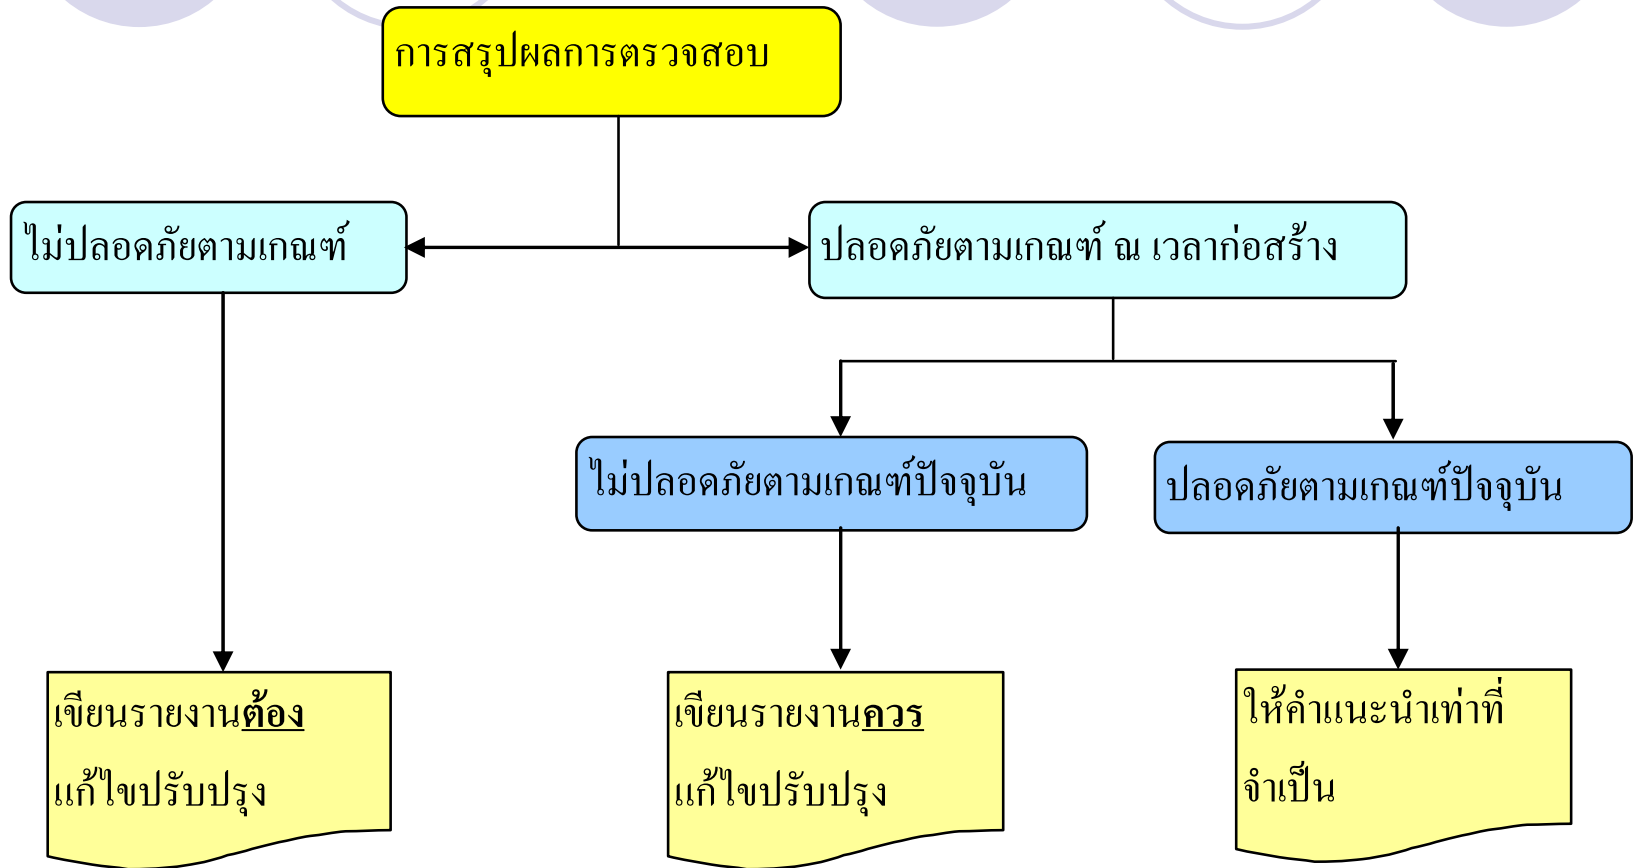 การสรุปผลการตรวจสอบ
ไม่ปลอดภัยตามเกณฑ์
ปลอดภัยตามเกณฑ์ ณ เวลาก่อสร้าง
ไม่ปลอดภัยตามเกณฑ์ปัจจุบัน
ปลอดภัยตามเกณฑ์ปัจจุบัน
เขียนรายงานต้อง
แก้ไขปรับปรุง
เขียนรายงานควร
แก้ไขปรับปรุง
ให้คำแนะนำเท่าที่
จำเป็น